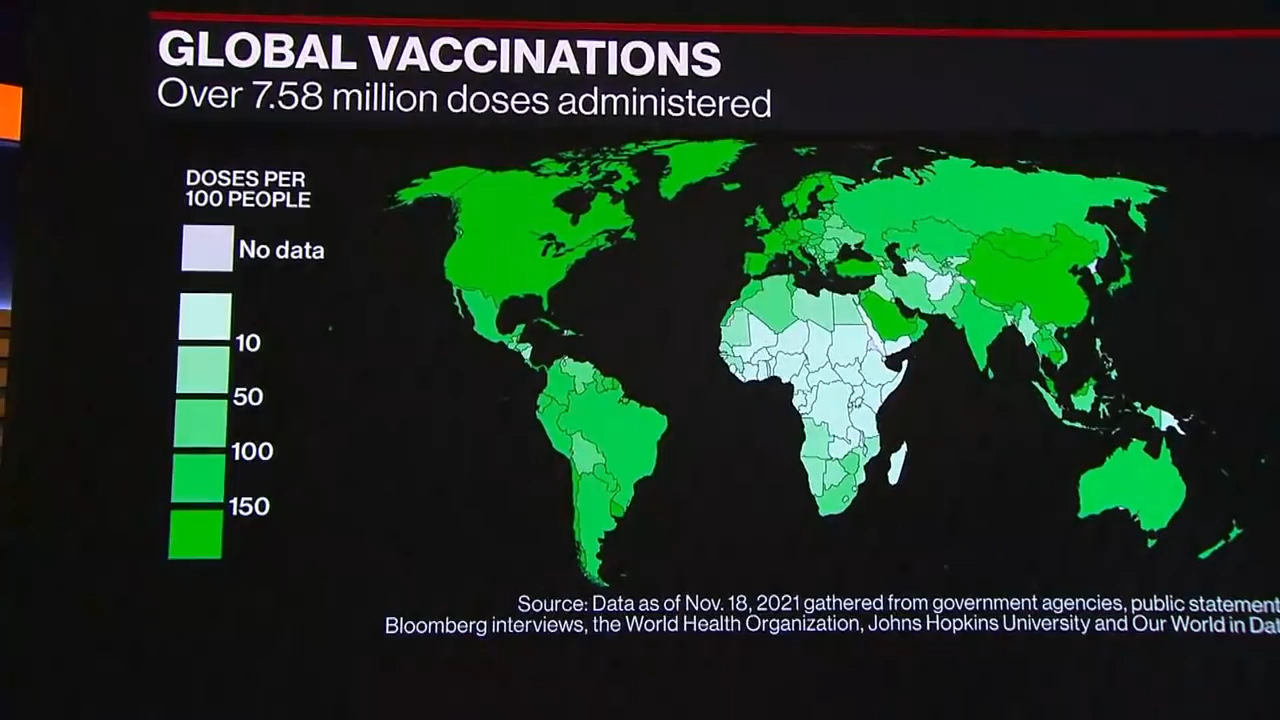 GLOBAL VACCINATIONS
Over 7.58 million doses administered
DOSES PER
100 PEOPLE
No data
10
50
100
150
Source: Data as of Nov. 18, 2021 gathered from government agencies, public statement
Bloomberg interviews, the World Health Organization, Johns Hopkins University and Our World in Dat